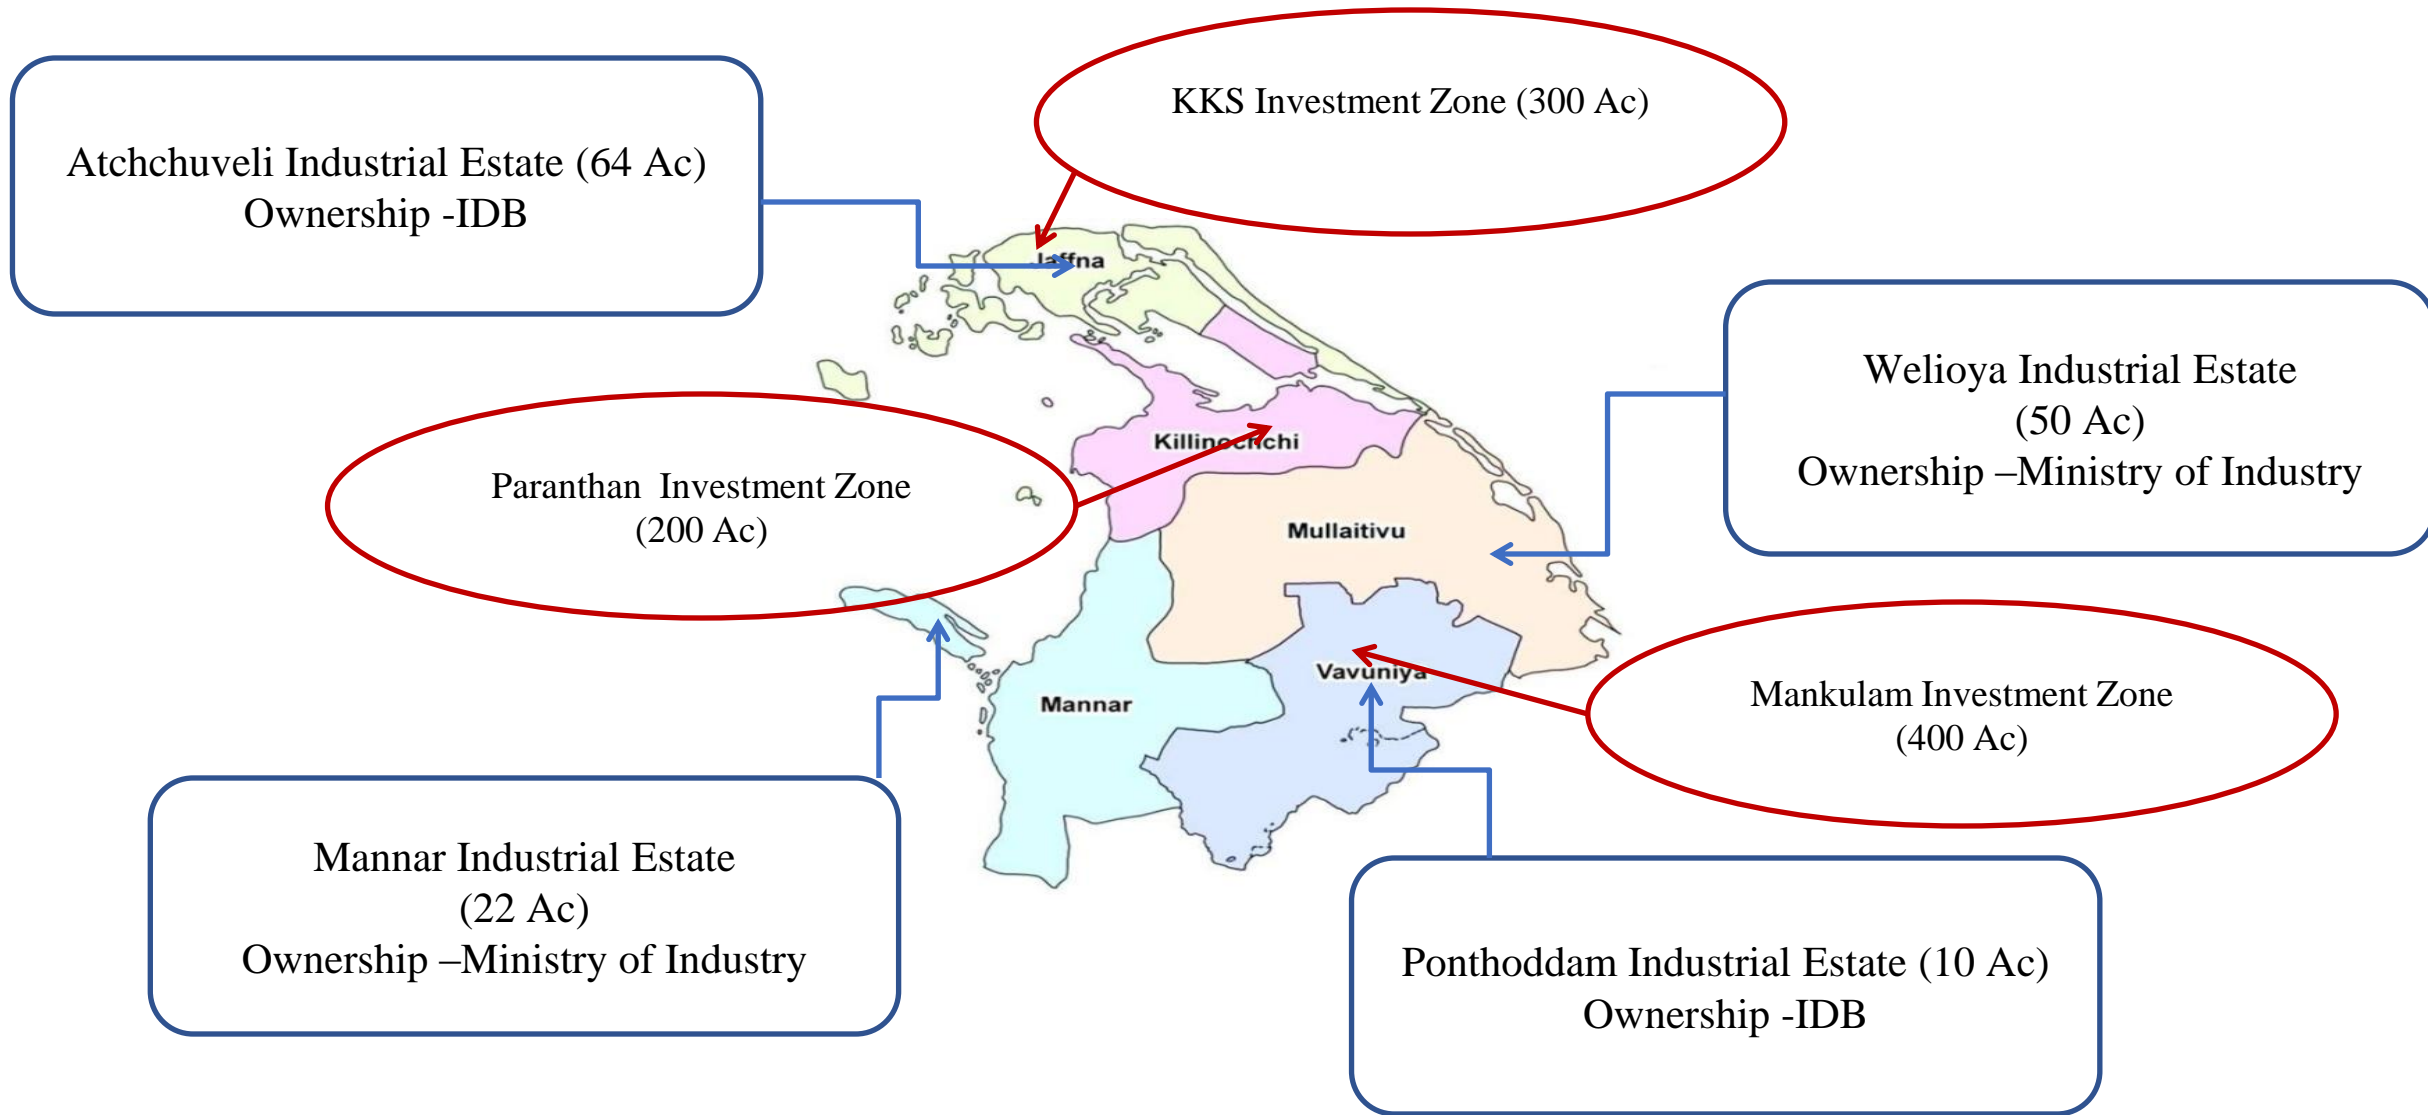 KKS Investment Zone (300 Ac)
Atchchuveli Industrial Estate (64 Ac)
Ownership -IDB
Jaffna
Welioya Industrial Estate
(50 Ac)
Ownership –Ministry of Industry
Killinochchi
Paranthan  Investment Zone
(200 Ac)
Mullaitivu
Vavuniya
Mannar
Mankulam Investment Zone
(400 Ac)
Mannar Industrial Estate
(22 Ac)
Ownership –Ministry of Industry
Ponthoddam Industrial Estate (10 Ac)
Ownership -IDB